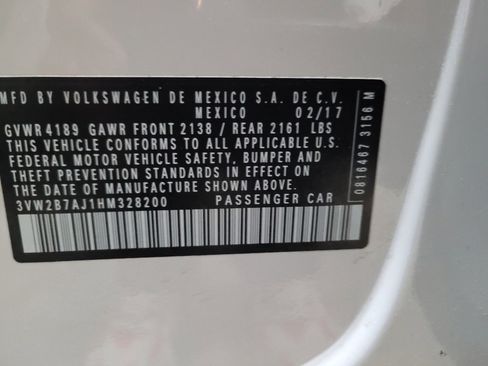 MFD BY VOLKSWAGEN DE MEXICO S.A. DE C.V.
MEXICO 02/17
GVWR 4189 GAWR FRONT 2138 / REAR 2161 LBS
THIS VEHICLE CONFORMS TO ALL APPLICABLE U.S.
FEDERAL MOTOR VEHICLE SAFETY, BUMPER AND
THEFT PREVENTION STANDARDS IN EFFECT ON
THE DATE OF MANUFACTURE SHOWN ABOVE.
3VW2B7AJ1HM328200 PASSENGER CAR
0816467 3156 M